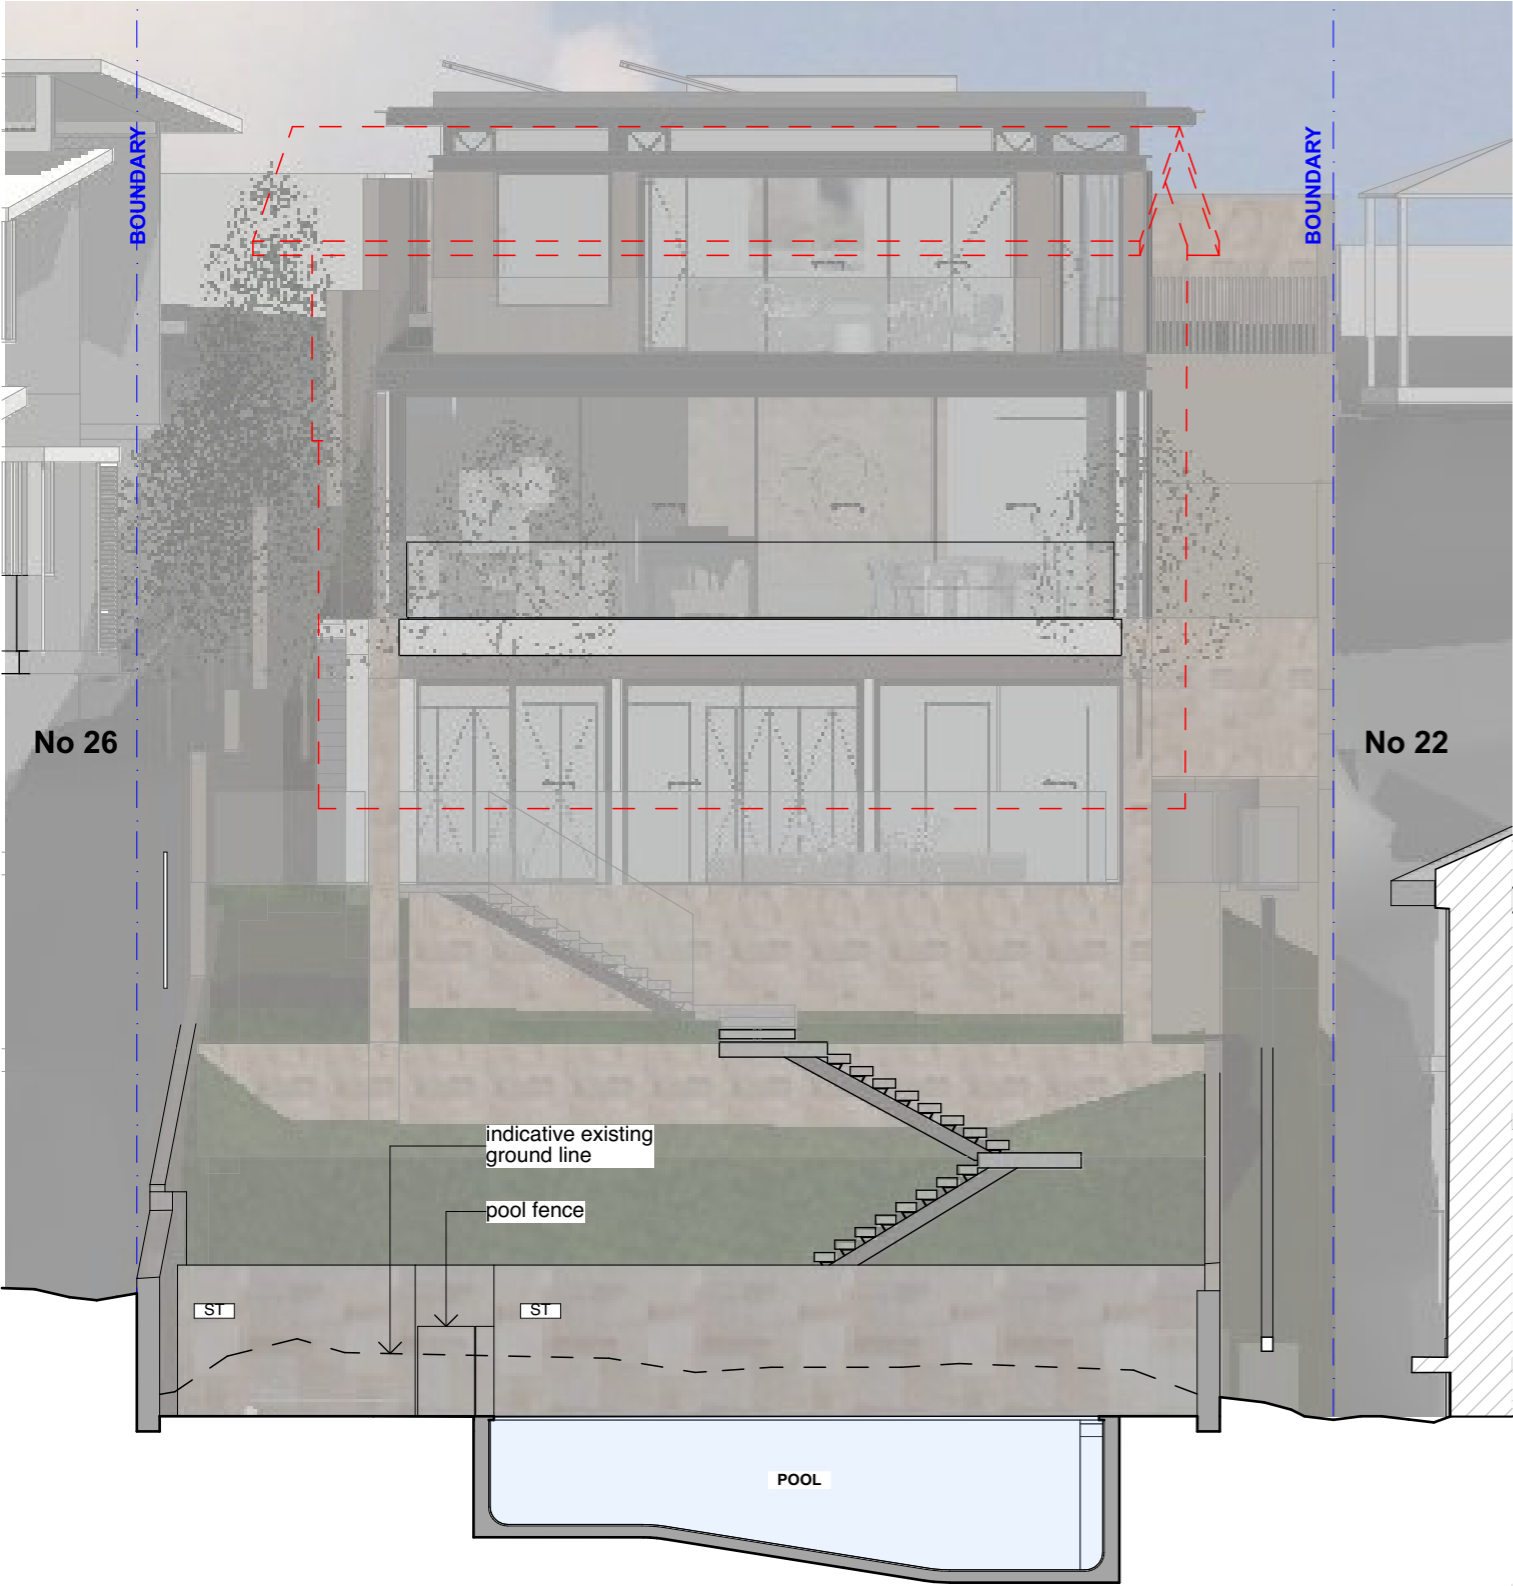 BOUNDARY
BOUNDARY
No 26
No 22
indicative existing
ground line
pool fence
ST
ST
POOL